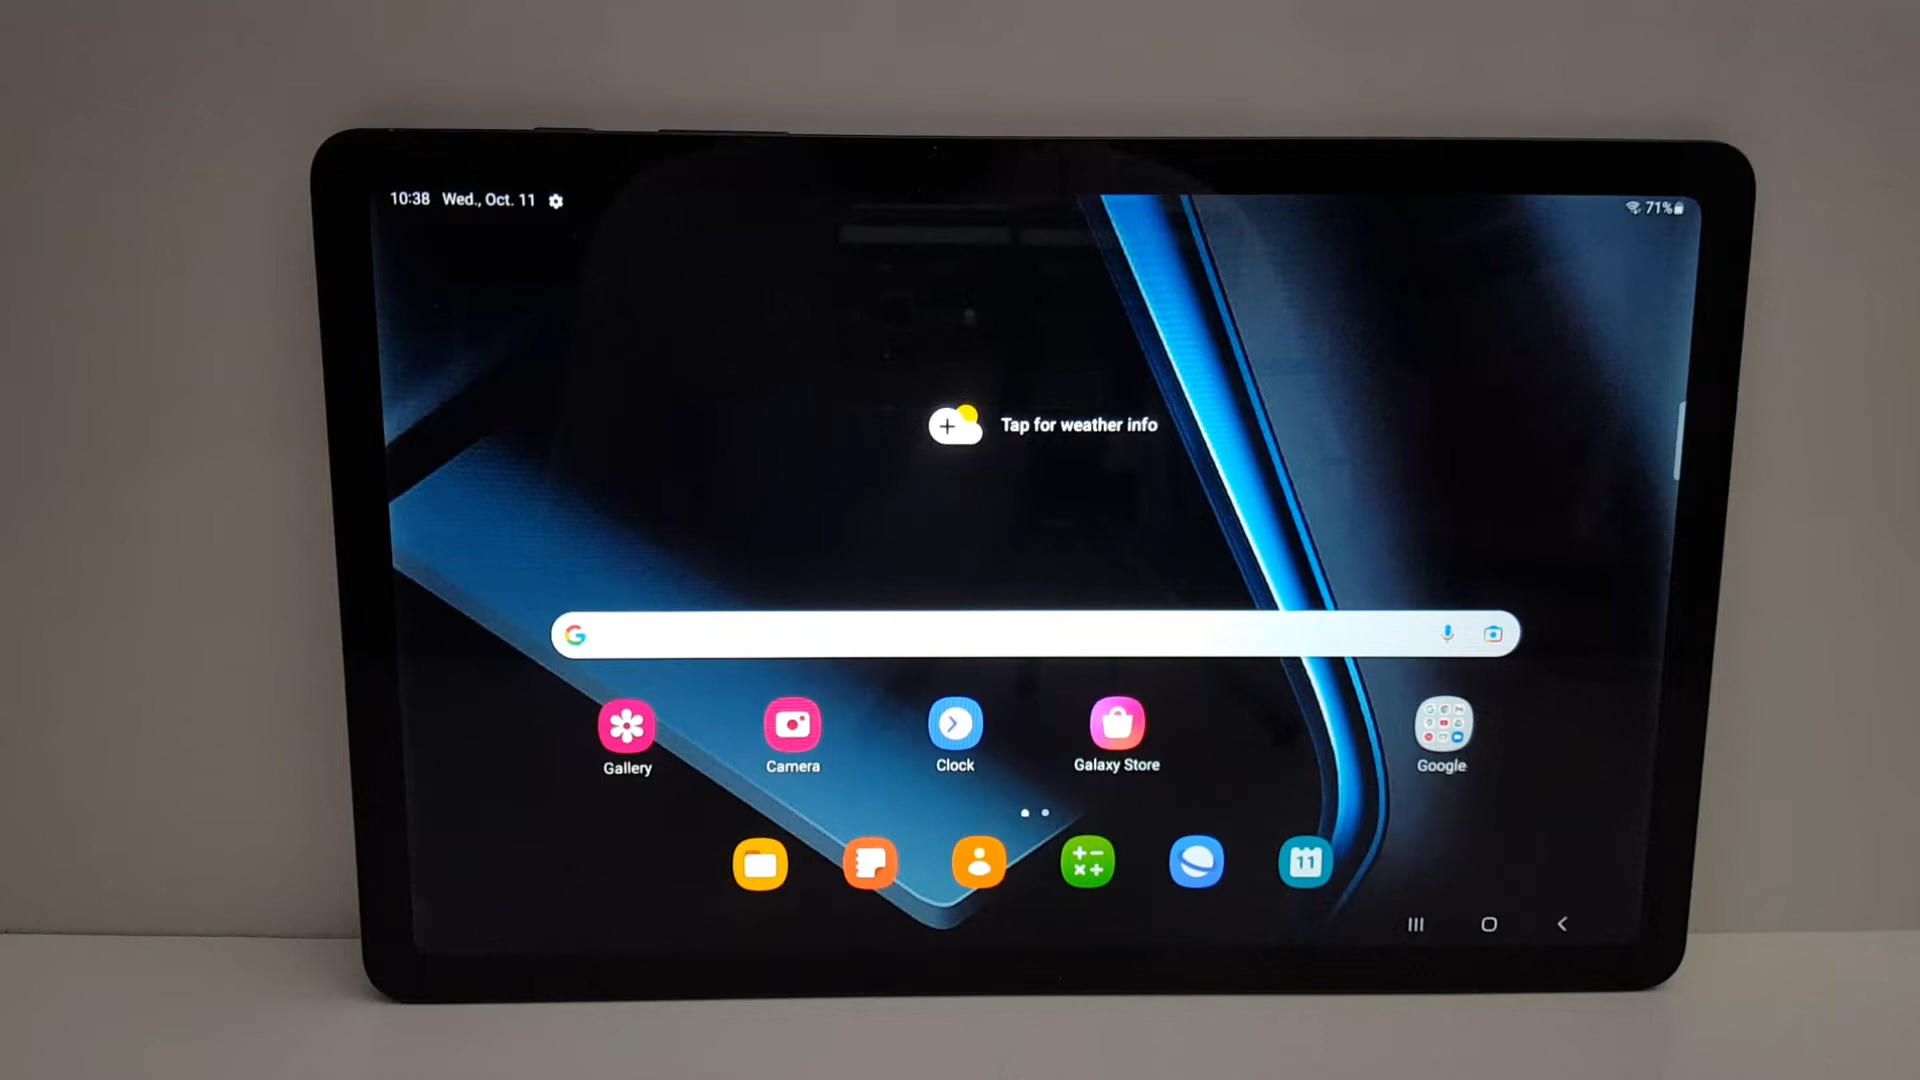 10:38 Wed., Oct. 11
71%
Tap for weather info
G
Gallery
Camera
Clock
Galaxy Store
Google
11